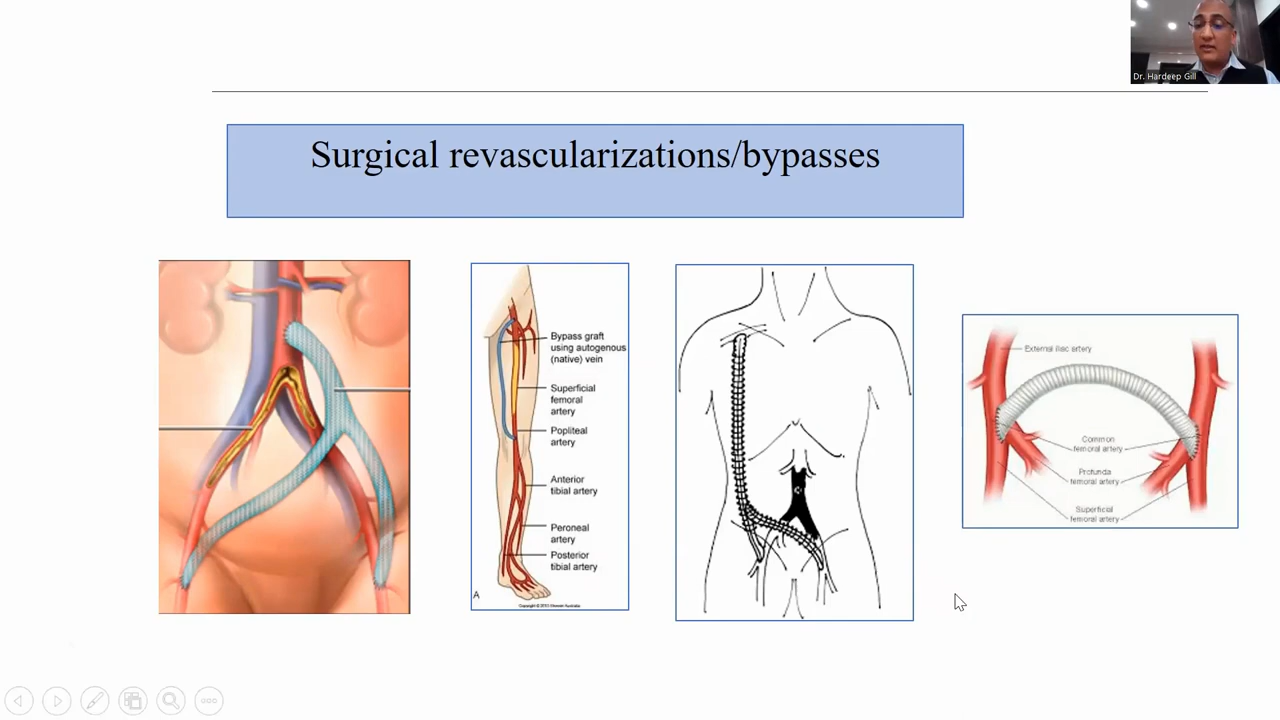 Dr. Hardeep Gill
Surgical revascularizations/bypasses
Bypass graft
using autogenous
(native) vein
Superficial
femoral
artery
Popliteal
artery
Anterior
tibial artery
Peroneal
artery
Posterior
tibial artery
A
External iliac artery
Common
femoral artery
Profunda
femoral artery
Superficial
femoral artery